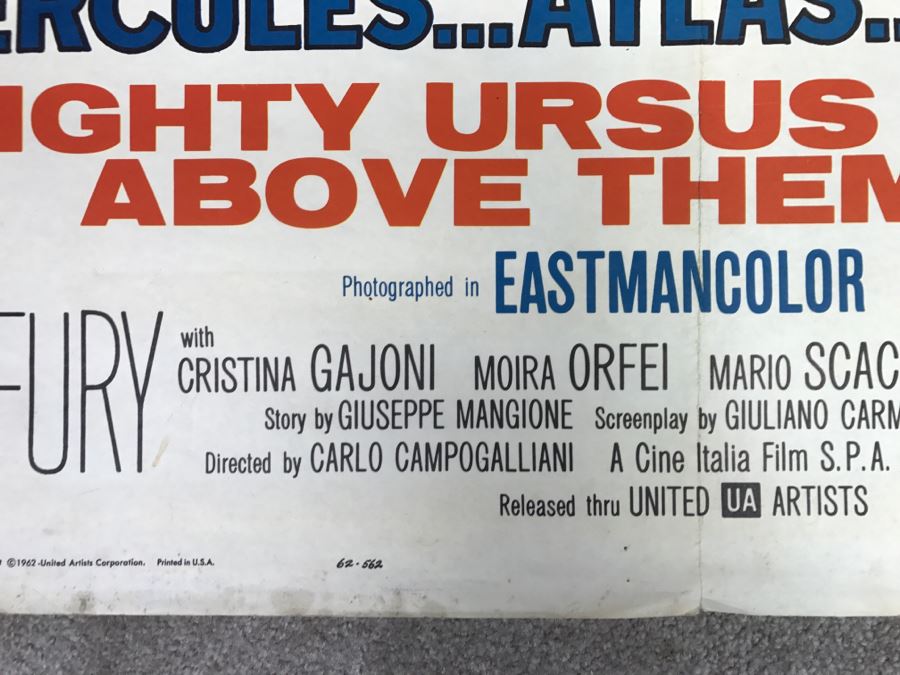 ERCULES...ATLAS..
IGHTY URSUS
ABOVE THEM
Photographed in EASTMANCOLOR
FURY
with
CRISTINA GAJONI MOIRA ORFEI MARIO SCAC
Story by GIUSEPPE MANGIONE Screenplay by GIULIANO CARM
Directed by CARLO CAMPOGALLIANI A Cine Italia Film S.P.A.
Released thru UNITED UA ARTISTS
©1962-United Artists Corporation. Printed in U.S.A. 62-562